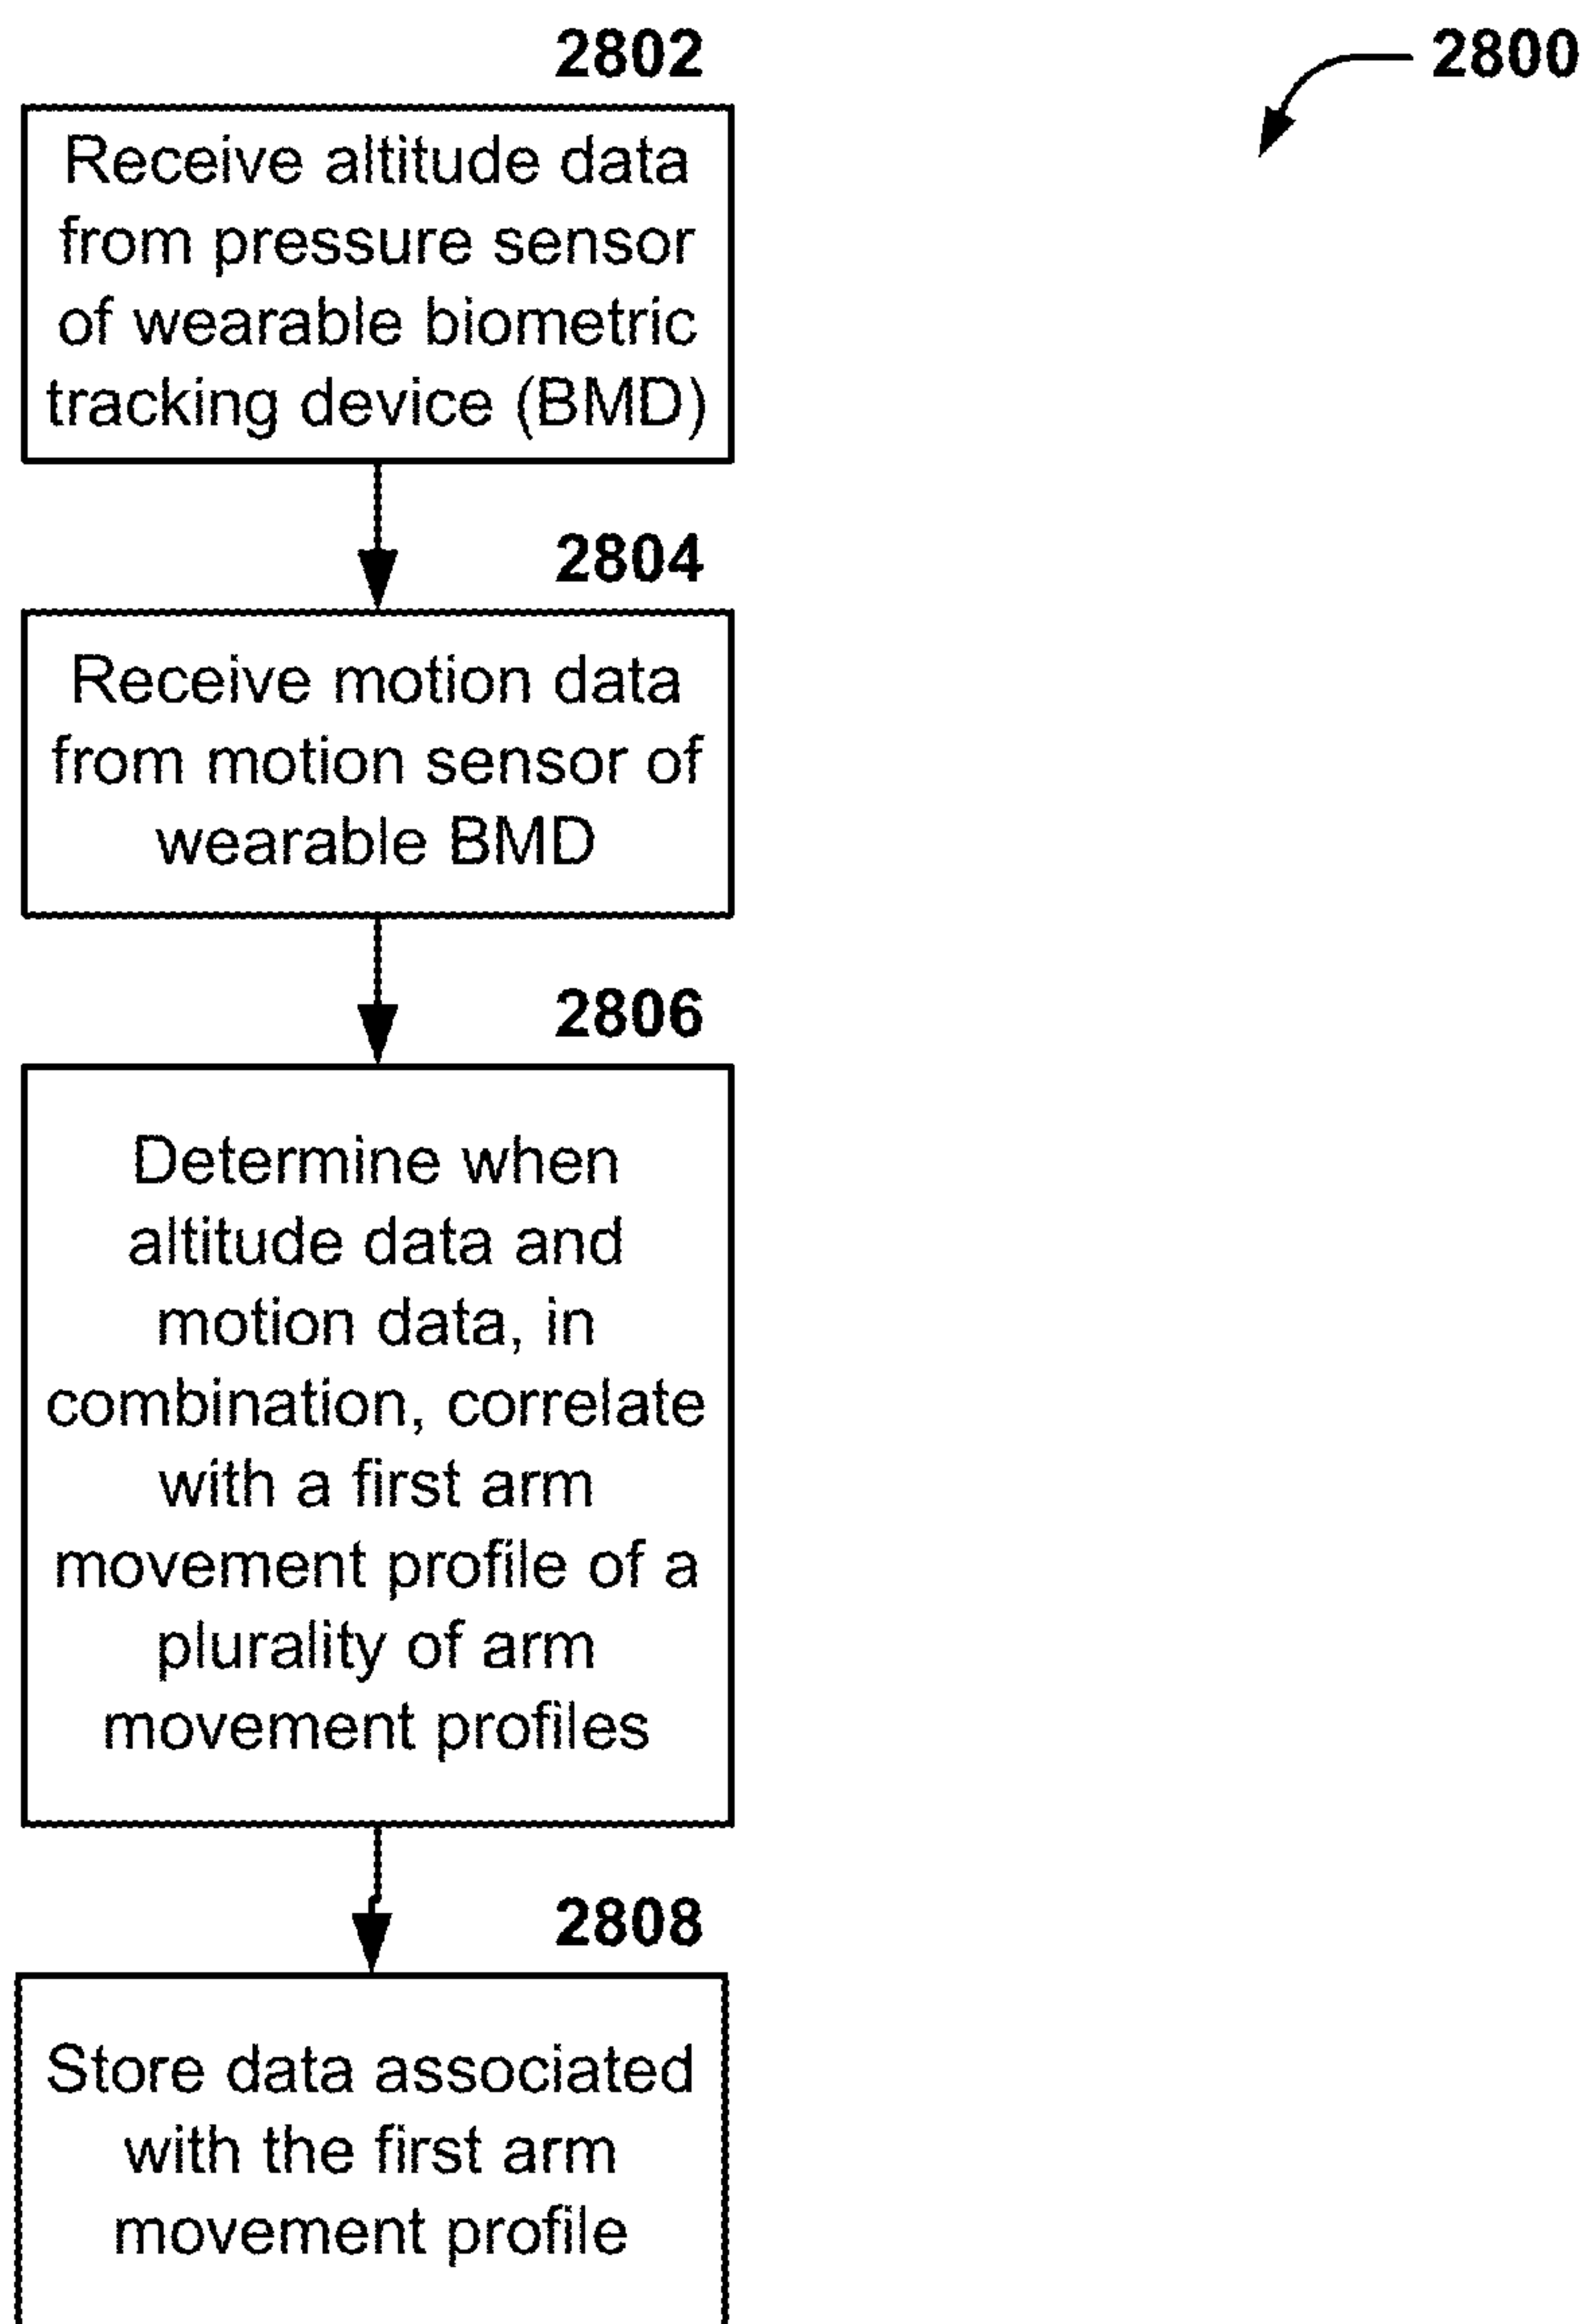 2802
2800
Receive altitude data
from pressure sensor
of wearable biometric
tracking device (BMD)
2804
Receive motion data
from motion sensor of
wearable BMD
2806
Determine when
altitude data and
motion data, in
combination, correlate
with a first arm
movement profile of a
plurality of arm
movement profiles
2808
Store data associated
with the first arm
movement profile